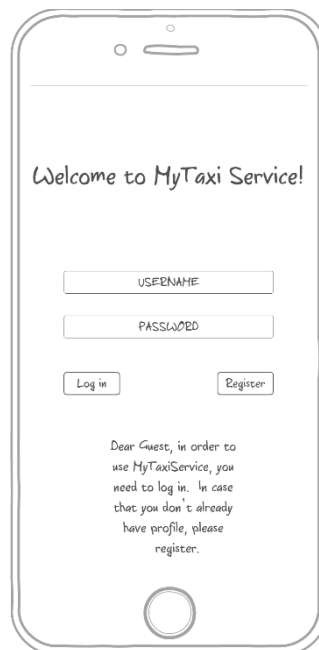 Welcome to MyTaxi Service!
USERNAME
PASSWORD
Log in
Register
Dear Guest, in order to
use MyTaxiService, you
need to log in. In case
that you don't already
have profile, please
register.